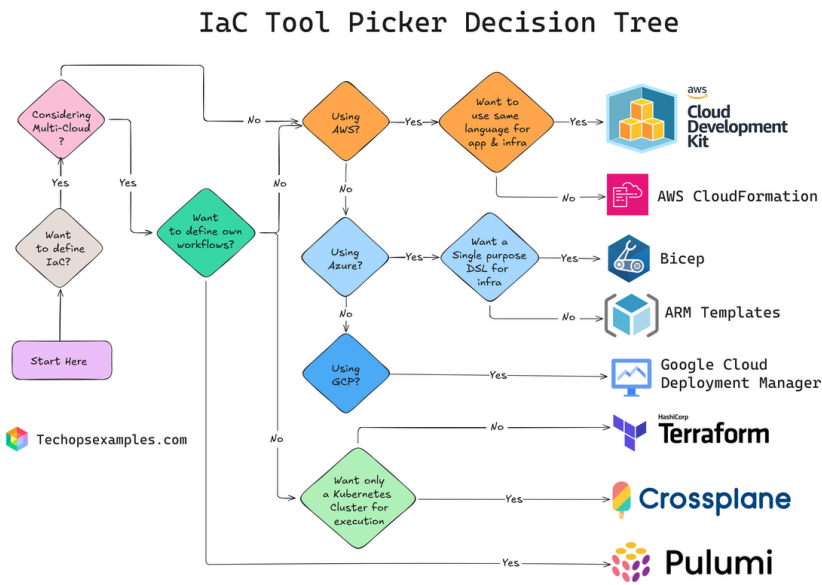 IaC Tool Picker Decision Tree
Considering
Multi-Cloud
?
No
Using
AWS?
Yes
Want to
use same
language for
app & infra
Yes
aws
Cloud
Development
Kit
Yes
Yes
No
No
No
AWS CloudFormation
Want
to define
IaC?
Want
to define own
workflows?
Using
Azure?
Yes
Want a
Single purpose
DSL for
infra
Yes
Bicep
No
No
ARM Templates
Start Here
Using
GCP?
Yes
Google Cloud
Deployment Manager
Techopsexamples.com
No
No
HashiCorp
Terraform
Want only
a Kubernetes
Cluster for
execution
Yes
Crossplane
Yes
Pulumi